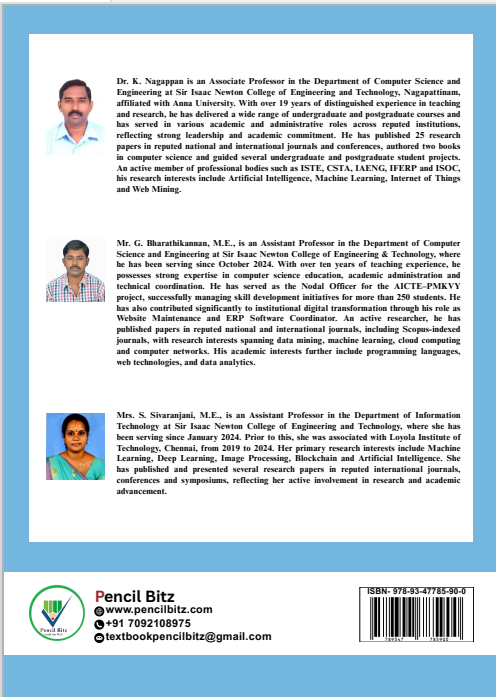 Dr. K. Nagappan is an Associate Professor in the Department of Computer Science and
Engineering at Sir Isaac Newton College of Engineering and Technology, Nagapattinam,
affiliated with Anna University. With over 19 years of distinguished experience in teaching
and research, he has delivered a wide range of undergraduate and postgraduate courses and
has served in various academic and administrative roles across reputed institutions,
reflecting strong leadership and academic commitment. He has published 25 research
papers in reputed national and international journals and conferences, authored two books
in computer science and guided several undergraduate and postgraduate student projects.
An active member of professional bodies such as ISTE, CSTA, IAENG, IFERP and ISOC,
his research interests include Artificial Intelligence, Machine Learning, Internet of Things
and Web Mining.
Mr. G. Bharathikannan, M.E., is an Assistant Professor in the Department of Computer
Science and Engineering at Sir Isaac Newton College of Engineering & Technology, where
he has been serving since October 2024. With over ten years of teaching experience, he
possesses strong expertise in computer science education, academic administration and
technical coordination. He has served as the Nodal Officer for the AICTE–PMKVY
project, successfully managing skill development initiatives for more than 250 students. He
has also contributed significantly to institutional digital transformation through his role as
Website Maintenance and ERP Software Coordinator. An active researcher, he has
published papers in reputed national and international journals, including Scopus-indexed
journals, with research interests spanning data mining, machine learning, cloud computing
and computer networks. His academic interests further include programming languages,
web technologies, and data analytics.
Mrs. S. Sivaranjani, M.E., is an Assistant Professor in the Department of Information
Technology at Sir Isaac Newton College of Engineering and Technology, where she has
been serving since January 2024. Prior to this, she was associated with Loyola Institute of
Technology, Chennai, from 2019 to 2024. Her primary research interests include Machine
Learning, Deep Learning, Image Processing, Blockchain and Artificial Intelligence. She
has published and presented several research papers in reputed international journals,
conferences and symposiums, reflecting her active involvement in research and academic
advancement.
Pencil Bitz
Pencil Bitz
www.pencilbitz.com
+91 7092108975
textbookpencilbitz@gmail.com
ISBN- 978-93-47785-90-0
9 789347 785900